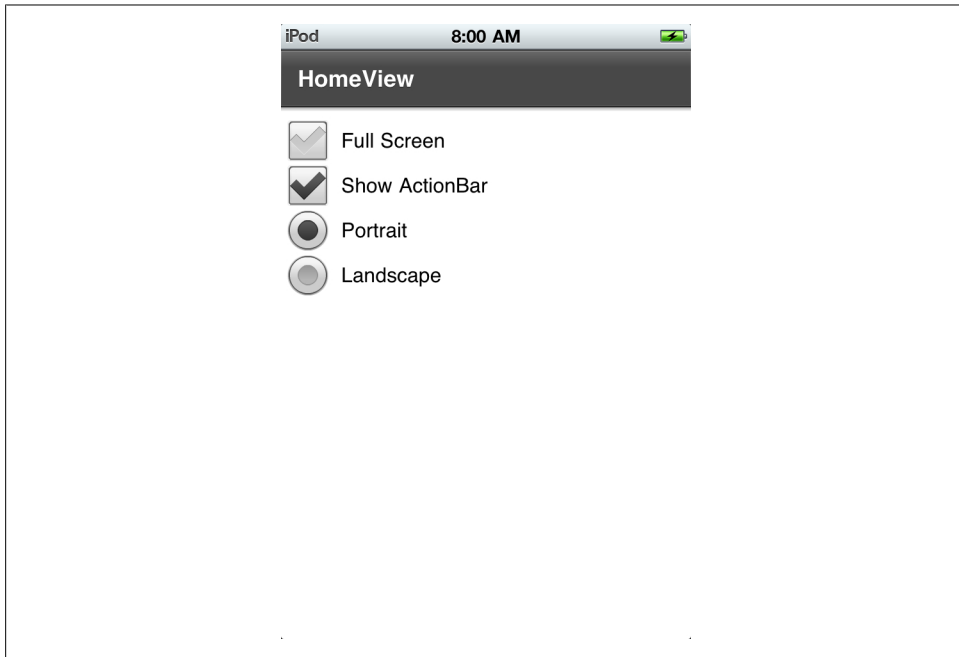 iPod 8:00 AM
HomeView
Full Screen
Show ActionBar
Portrait
Landscape